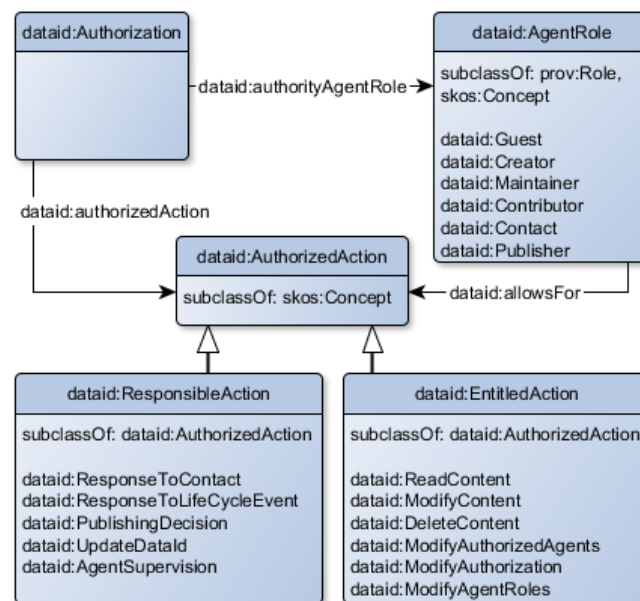 dataid:Authorization
dataid:AgentRole
subclassOf: prov:Role,
skos:Concept
dataid:Guest
dataid:Creator
dataid:Maintainer
dataid:Contributor
dataid:Contact
dataid:Publisher
dataid:authorityAgentRole
dataid:authorizedAction
dataid:AuthorizedAction
subclassOf: skos:Concept
dataid:allowsFor
dataid:ResponsibleAction
subclassOf: dataid:AuthorizedAction
dataid:ResponseToContact
dataid:ResponseToLifeCycleEvent
dataid:PublishingDecision
dataid:UpdateDataId
dataid:AgentSupervision
dataid:EntitledAction
subclassOf: dataid:AuthorizedAction
dataid:ReadContent
dataid:ModifyContent
dataid:DeleteContent
dataid:ModifyAuthorizedAgents
dataid:ModifyAuthorization
dataid:ModifyAgentRoles